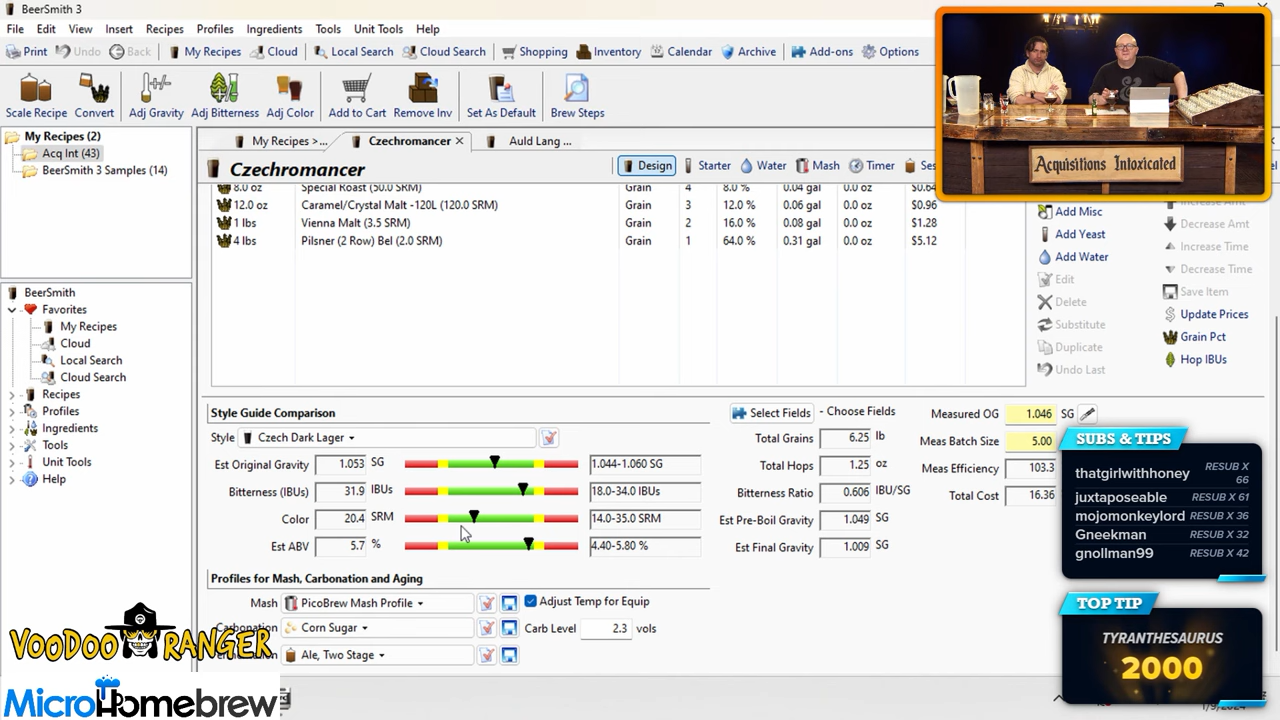 BeerSmith 3
File Edit View Insert Recipes Profiles Ingredients Tools Unit Tools Help
Print Undo Back My Recipes Cloud Local Search Cloud Search Shopping Inventory Calendar Archive Add-ons Options
Scale Recipe Convert Adj Gravity Adj Bitterness Adj Color Add to Cart Remove Inv Set As Default Brew Steps
My Recipes (2)
Acq Int (43)
BeerSmith 3 Samples (14)
My Recipes >... Czechromancer Auld Lang ...
Czechromancer
Design Starter Water Mash Timer Ses
8.0 oz Special Roast (50.0 SRM) Grain 4 8.0 % 0.04 gal 0.0 oz $0.64
12.0 oz Caramel/Crystal Malt -120L (120.0 SRM) Grain 3 12.0 % 0.06 gal 0.0 oz $0.96
1 lbs Vienna Malt (3.5 SRM) Grain 2 16.0 % 0.08 gal 0.0 oz $1.28
4 lbs Pilsner (2 Row) Bel (2.0 SRM) Grain 1 64.0 % 0.31 gal 0.0 oz $5.12
Acquisitions Intoxicated
Increase Amt
Add Misc Decrease Amt
Add Yeast Increase Time
Add Water Decrease Time
Edit Save Item
Delete Update Prices
Substitute Grain Pct
Duplicate Hop IBUs
Undo Last
BeerSmith
Favorites
My Recipes
Cloud
Local Search
Cloud Search
Recipes
Profiles
Ingredients
Tools
Unit Tools
Help
Style Guide Comparison
Style Czech Dark Lager
Est Original Gravity 1.053 SG 1.044-1.060 SG
Bitterness (IBUs) 31.9 IBUs 18.0-34.0 IBUs
Color 20.4 SRM 14.0-35.0 SRM
Est ABV 5.7 % 4.40-5.80 %
Select Fields - Choose Fields
Total Grains 6.25 lb
Total Hops 1.25 oz
Bitterness Ratio 0.606 IBU/SG
Est Pre-Boil Gravity 1.049 SG
Est Final Gravity 1.009 SG
Measured OG 1.046 SG
Meas Batch Size 5.00
Meas Efficiency 103.3
Total Cost 16.36
Profiles for Mash, Carbonation and Aging
Mash PicoBrew Mash Profile Adjust Temp for Equip
Carbonation Corn Sugar Carb Level 2.3 vols
Ale, Two Stage
SUBS & TIPS
thatgirlwithhoney RESUB X 66
juxtaposeable RESUB X 61
mojomonkeylord RESUB X 36
Gneekman RESUB X 32
gnollman99 RESUB X 42
TOP TIP
TYRANTHESAURUS
2000
VOODOO RANGER
MicroHomebrew